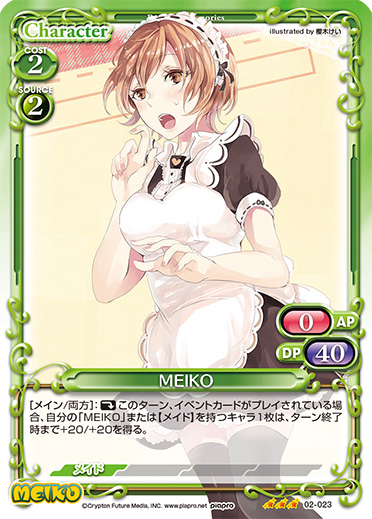 Character
illustrated by 樱木けい
COST
2
SOURCE
2
0 AP
DP 40
MEIKO
[メイン/両方]:このターン、イベントカードがプレイされている場
合、自分の「MEIKO」または【メイド】を持つキャラ1枚は、ターン終了
時まで+20/+20を得る。
メイド
MEIKO
©Crypton Future Media, INC. www.piapro.net piapro
02-023